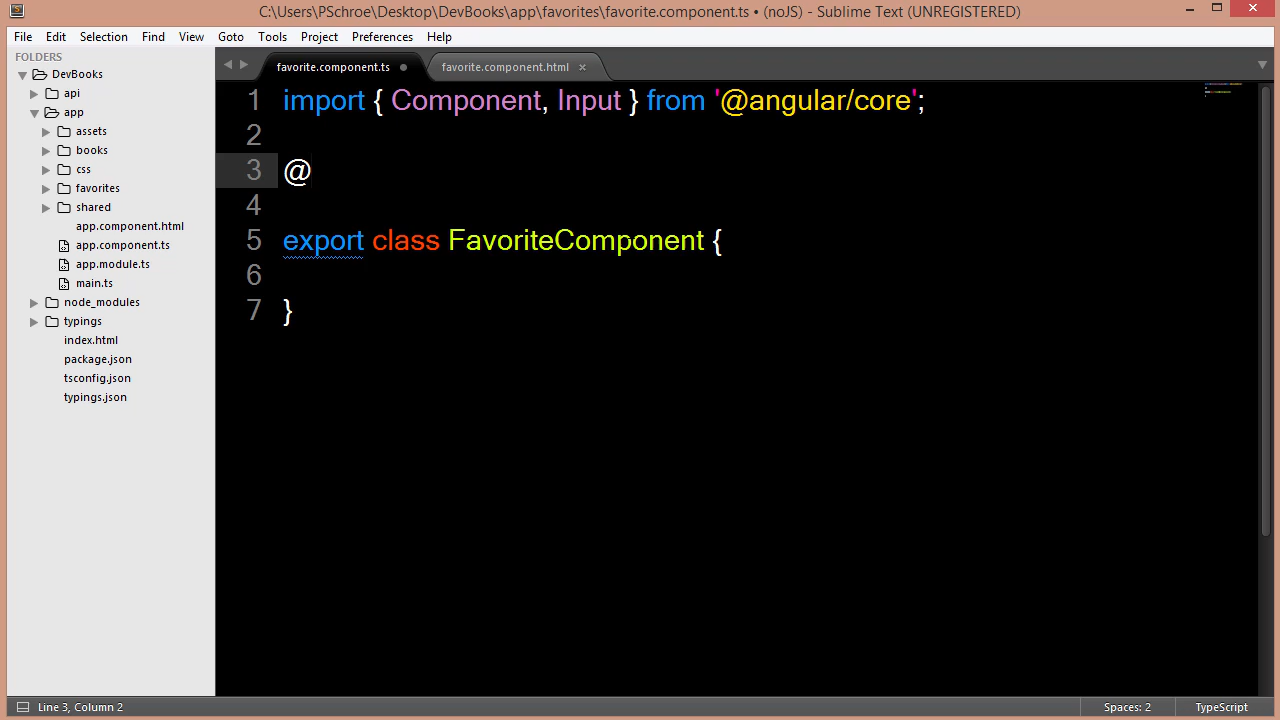 C:\Users\PSchroe\Desktop\DevBooks\app\favorites\favorite.component.ts • (noJS) - Sublime Text (UNREGISTERED)
File Edit Selection Find View Goto Tools Project Preferences Help
FOLDERS
DevBooks
api
app
assets
books
css
favorites
shared
app.component.html
app.component.ts
app.module.ts
main.ts
node_modules
typings
index.html
package.json
tsconfig.json
typings.json
favorite.component.ts favorite.component.html
1 import { Component, Input } from '@angular/core';
2
3 @
4
5 export class FavoriteComponent {
6
7 }
Line 3, Column 2 Spaces: 2 TypeScript